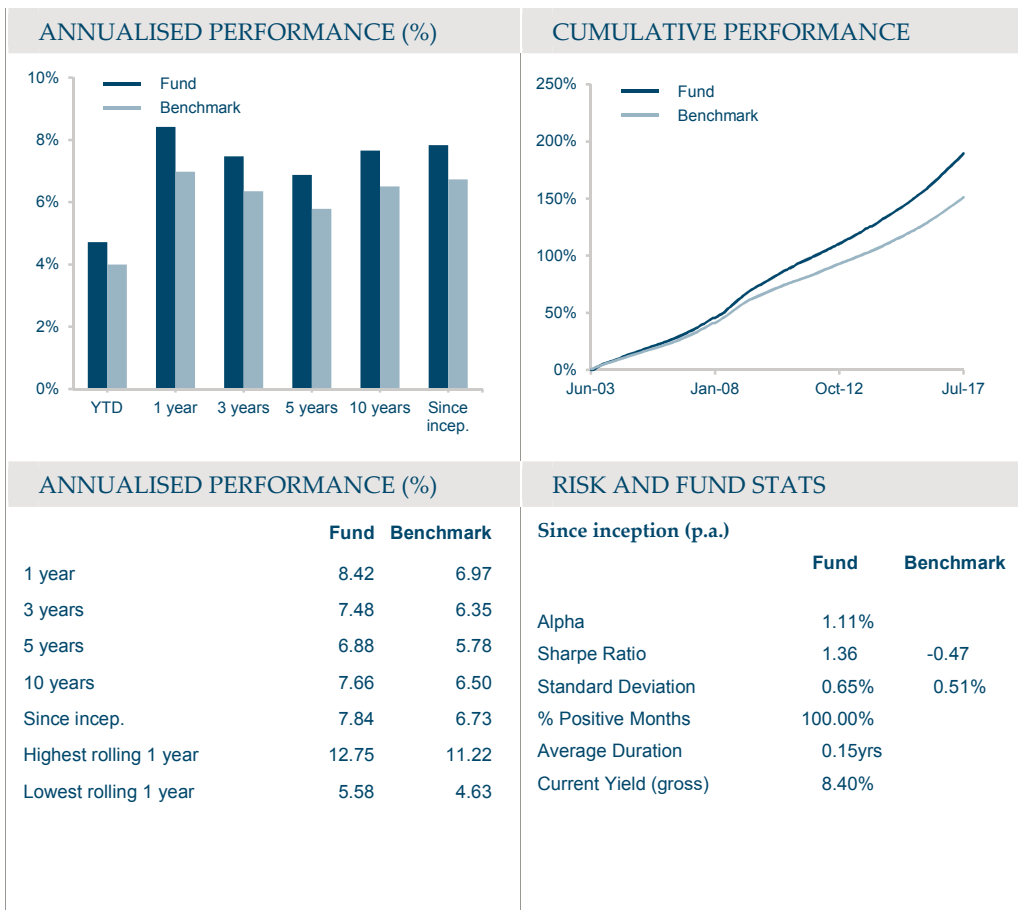 ANNUALISED PERFORMANCE (%)
10%
8%
6%
4%
2%
0%
Fund
Benchmark
YTD
1 year
3 years
5 years
10 years
Since
incep.
CUMULATIVE PERFORMANCE
250%
200%
150%
100%
50%
0%
Fund
Benchmark
Jun-03
Jan-08
Oct-12
Jul-17
ANNUALISED PERFORMANCE (%)
Fund Benchmark
1 year 8.42 6.97
3 years 7.48 6.35
5 years 6.88 5.78
10 years 7.66 6.50
Since incep. 7.84 6.73
Highest rolling 1 year 12.75 11.22
Lowest rolling 1 year 5.58 4.63
RISK AND FUND STATS
Since inception (p.a.)
Fund Benchmark
Alpha 1.11%
Sharpe Ratio 1.36 -0.47
Standard Deviation 0.65% 0.51%
% Positive Months 100.00%
Average Duration 0.15yrs
Current Yield (gross) 8.40%